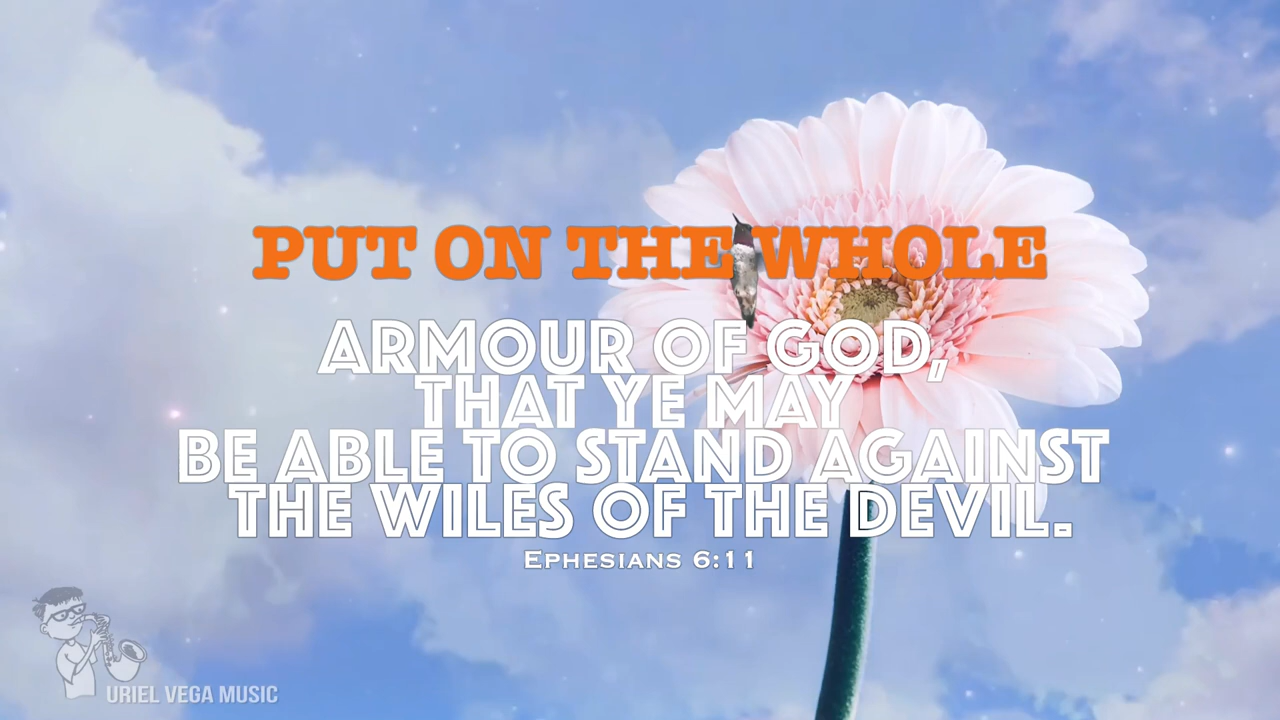 PUT ON THE WHOLE
ARMOUR OF GOD,
THAT YE MAY
BE ABLE TO STAND AGAINST
THE WILES OF THE DEVIL.
Ephesians 6:11
URIEL VEGA MUSIC